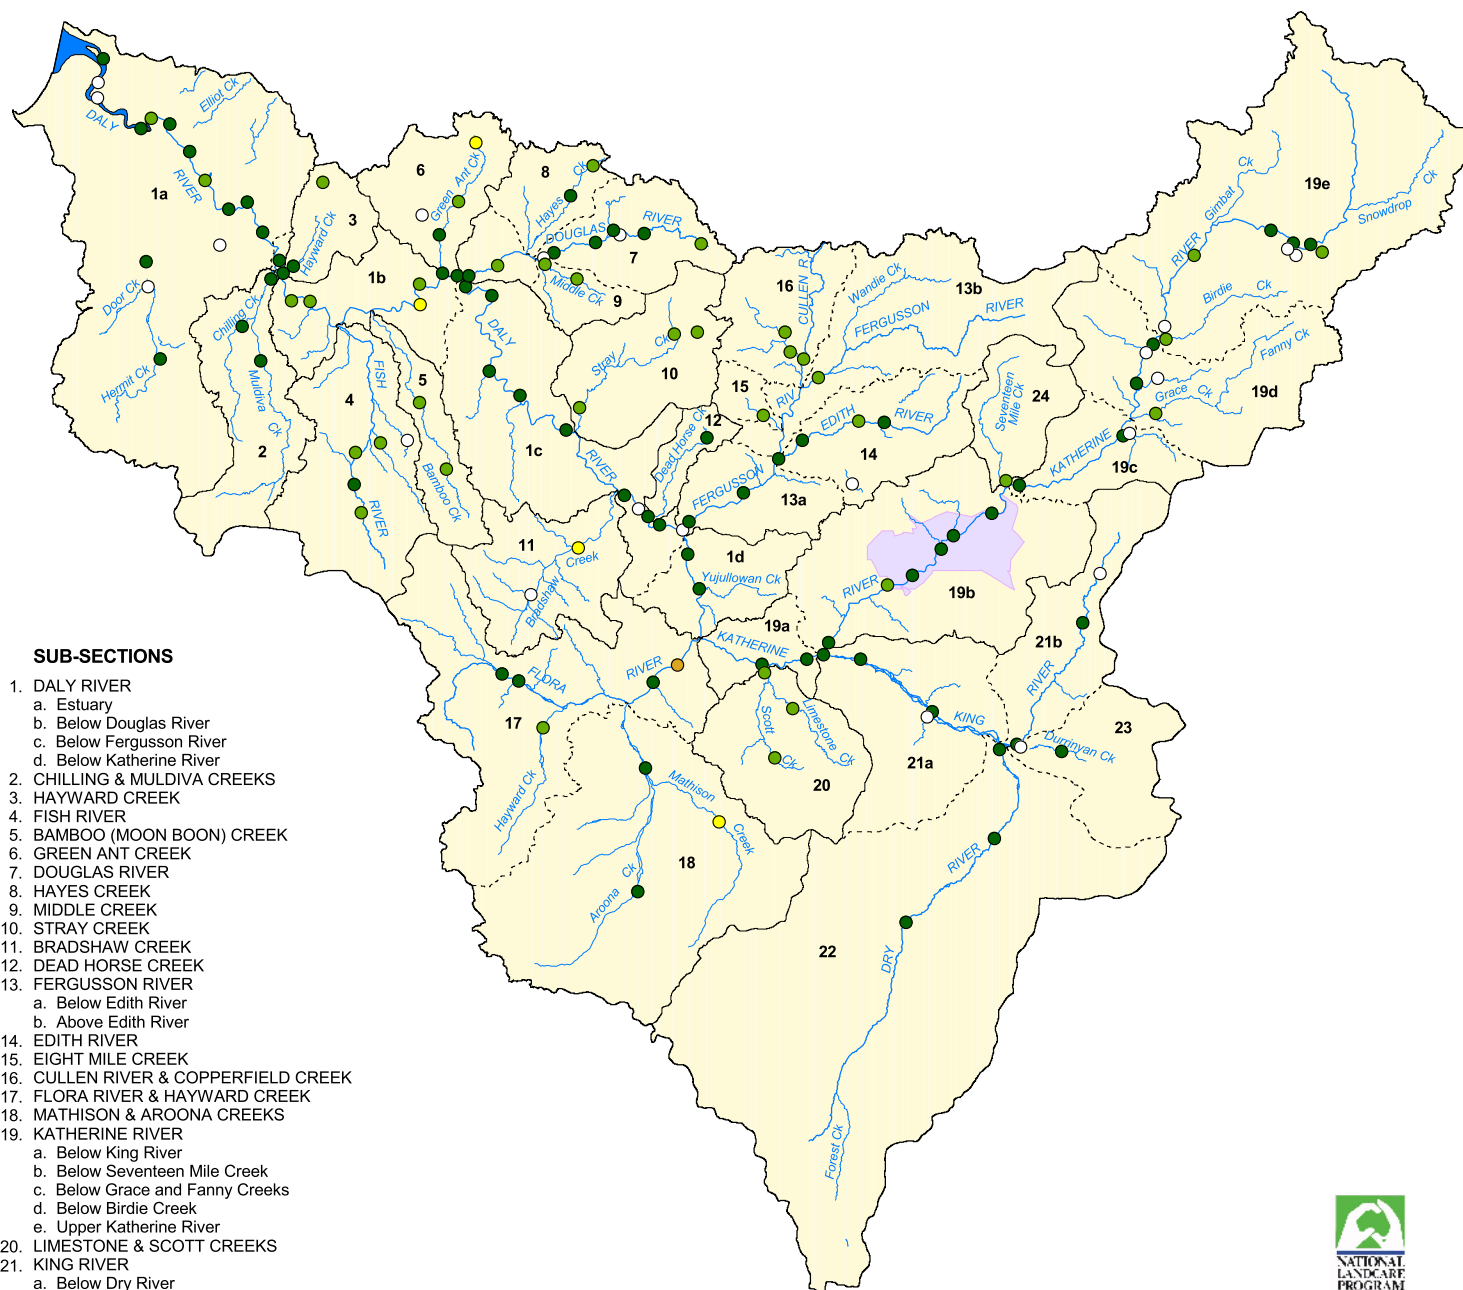 Elliot Ck
DALY
RIVER
1a
Door Ck
Hermit Ck
Chilling Ck
Muldiva
Ck
2
Hayward Ck
3
1b
FISH
4
RIVER
5
Bamboo Ck
6
Green Ant Ck
8
Hayes Ck
DOUGLAS RIVER
7
Middle Ck
9
DALY
Stray Ck
10
1c
RIVER
Dead Horse Ck
12
11
Bradshaw Creek
16
CULLEN R
Wandie Ck
13b
FERGUSSON RIVER
15
RIV
EDITH RIVER
14
FERGUSSON
13a
1d
Yujullowan Ck
Seventeen
Mile Ck
24
19e
Gimbat Ck
Snowdrop Ck
RIVER
Birdie Ck
Fanny Ck
Grace Ck
19d
KATHERINE
19c
RIVER
19b
19a
KATHERINE
21b
RIVER
23
KING
Durrinyan Ck
21a
FLORA RIVER
17
Hayward Ck
Scott Ck
Limestone Ck
20
Mathison Creek
18
Aroona Ck
RIVER
22
DRY
Forest Ck
SUB-SECTIONS
1. DALY RIVER
a. Estuary
b. Below Douglas River
c. Below Fergusson River
d. Below Katherine River
2. CHILLING & MULDIVA CREEKS
3. HAYWARD CREEK
4. FISH RIVER
5. BAMBOO (MOON BOON) CREEK
6. GREEN ANT CREEK
7. DOUGLAS RIVER
8. HAYES CREEK
9. MIDDLE CREEK
10. STRAY CREEK
11. BRADSHAW CREEK
12. DEAD HORSE CREEK
13. FERGUSSON RIVER
a. Below Edith River
b. Above Edith River
14. EDITH RIVER
15. EIGHT MILE CREEK
16. CULLEN RIVER & COPPERFIELD CREEK
17. FLORA RIVER & HAYWARD CREEK
18. MATHISON & AROONA CREEKS
19. KATHERINE RIVER
a. Below King River
b. Below Seventeen Mile Creek
c. Below Grace and Fanny Creeks
d. Below Birdie Creek
e. Upper Katherine River
20. LIMESTONE & SCOTT CREEKS
21. KING RIVER
a. Below Dry River
NATIONAL
LANDCARE
PROGRAM